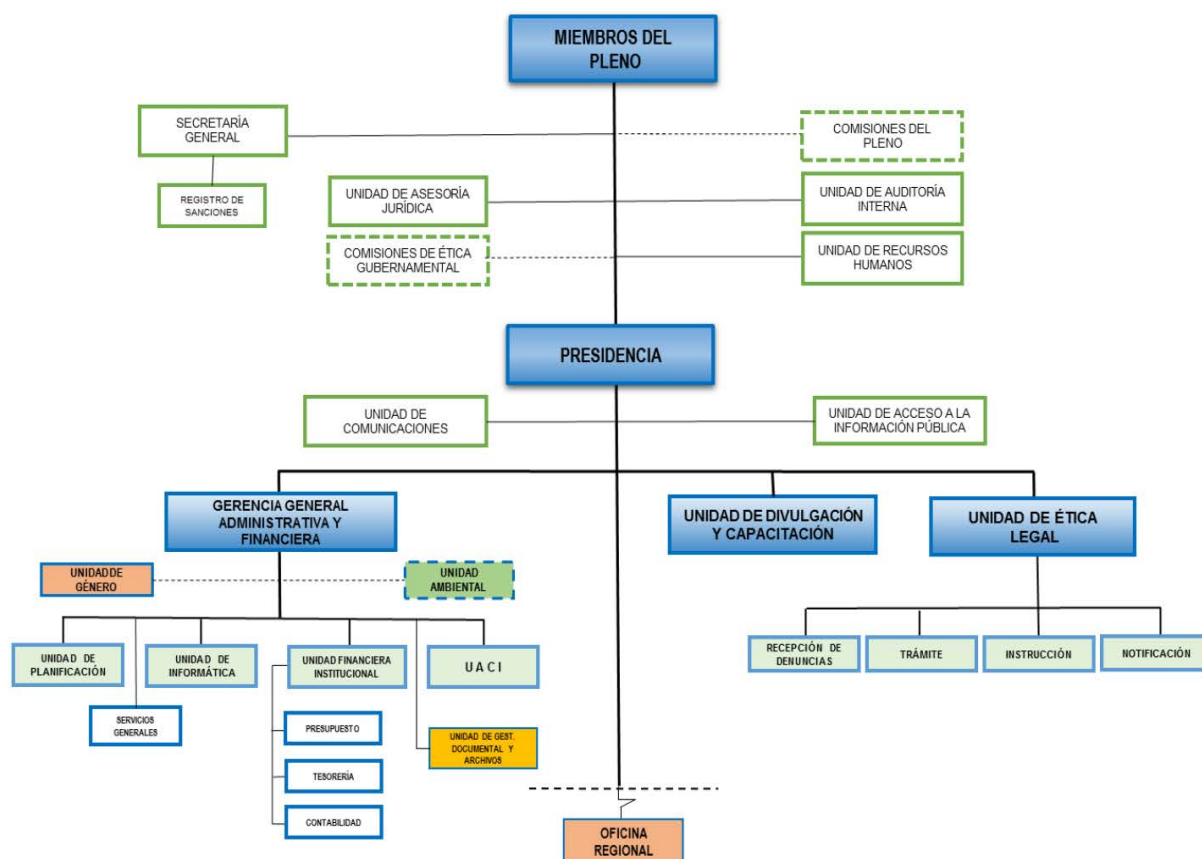 MIEMBROS DEL
PLENO
SECRETARÍA
GENERAL
COMISIONES DEL
PLENO
REGISTRO DE
SANCIONES
UNIDAD DE ASESORÍA
JURÍDICA
UNIDAD DE AUDITORÍA
INTERNA
COMISIONES DE ÉTICA
GUBERNAMENTAL
UNIDAD DE RECURSOS
HUMANOS
PRESIDENCIA
UNIDAD DE
COMUNICACIONES
UNIDAD DE ACCESO A LA
INFORMACIÓN PÚBLICA
GERENCIA GENERAL
ADMINISTRATIVA Y
FINANCIERA
UNIDAD DE DIVULGACIÓN
Y CAPACITACIÓN
UNIDAD DE ÉTICA
LEGAL
UNIDAD DE
GÉNERO
UNIDAD
AMBIENTAL
UNIDAD DE
PLANIFICACIÓN
UNIDAD DE
INFORMÁTICA
UNIDAD FINANCIERA
INSTITUCIONAL
U A C I
RECEPCIÓN DE
DENUNCIAS
TRÁMITE
INSTRUCCIÓN
NOTIFICACIÓN
SERVICIOS
GENERALES
PRESUPUESTO
UNIDAD DE GEST.
DOCUMENTAL Y
ARCHIVOS
TESORERÍA
CONTABILIDAD
OFICINA
REGIONAL